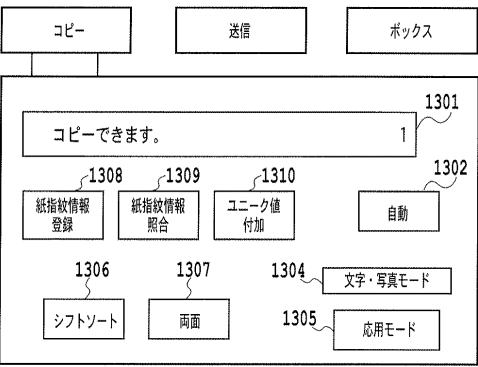 コピー
送信
ボックス
1301
コピーできます。 1
1308
1309
1310
1302
紙指紋情報
登録
紙指紋情報
照合
ユニーク値
付加
自動
1306
1307
1304
文字・写真モード
1305
シフトソート
両面
応用モード